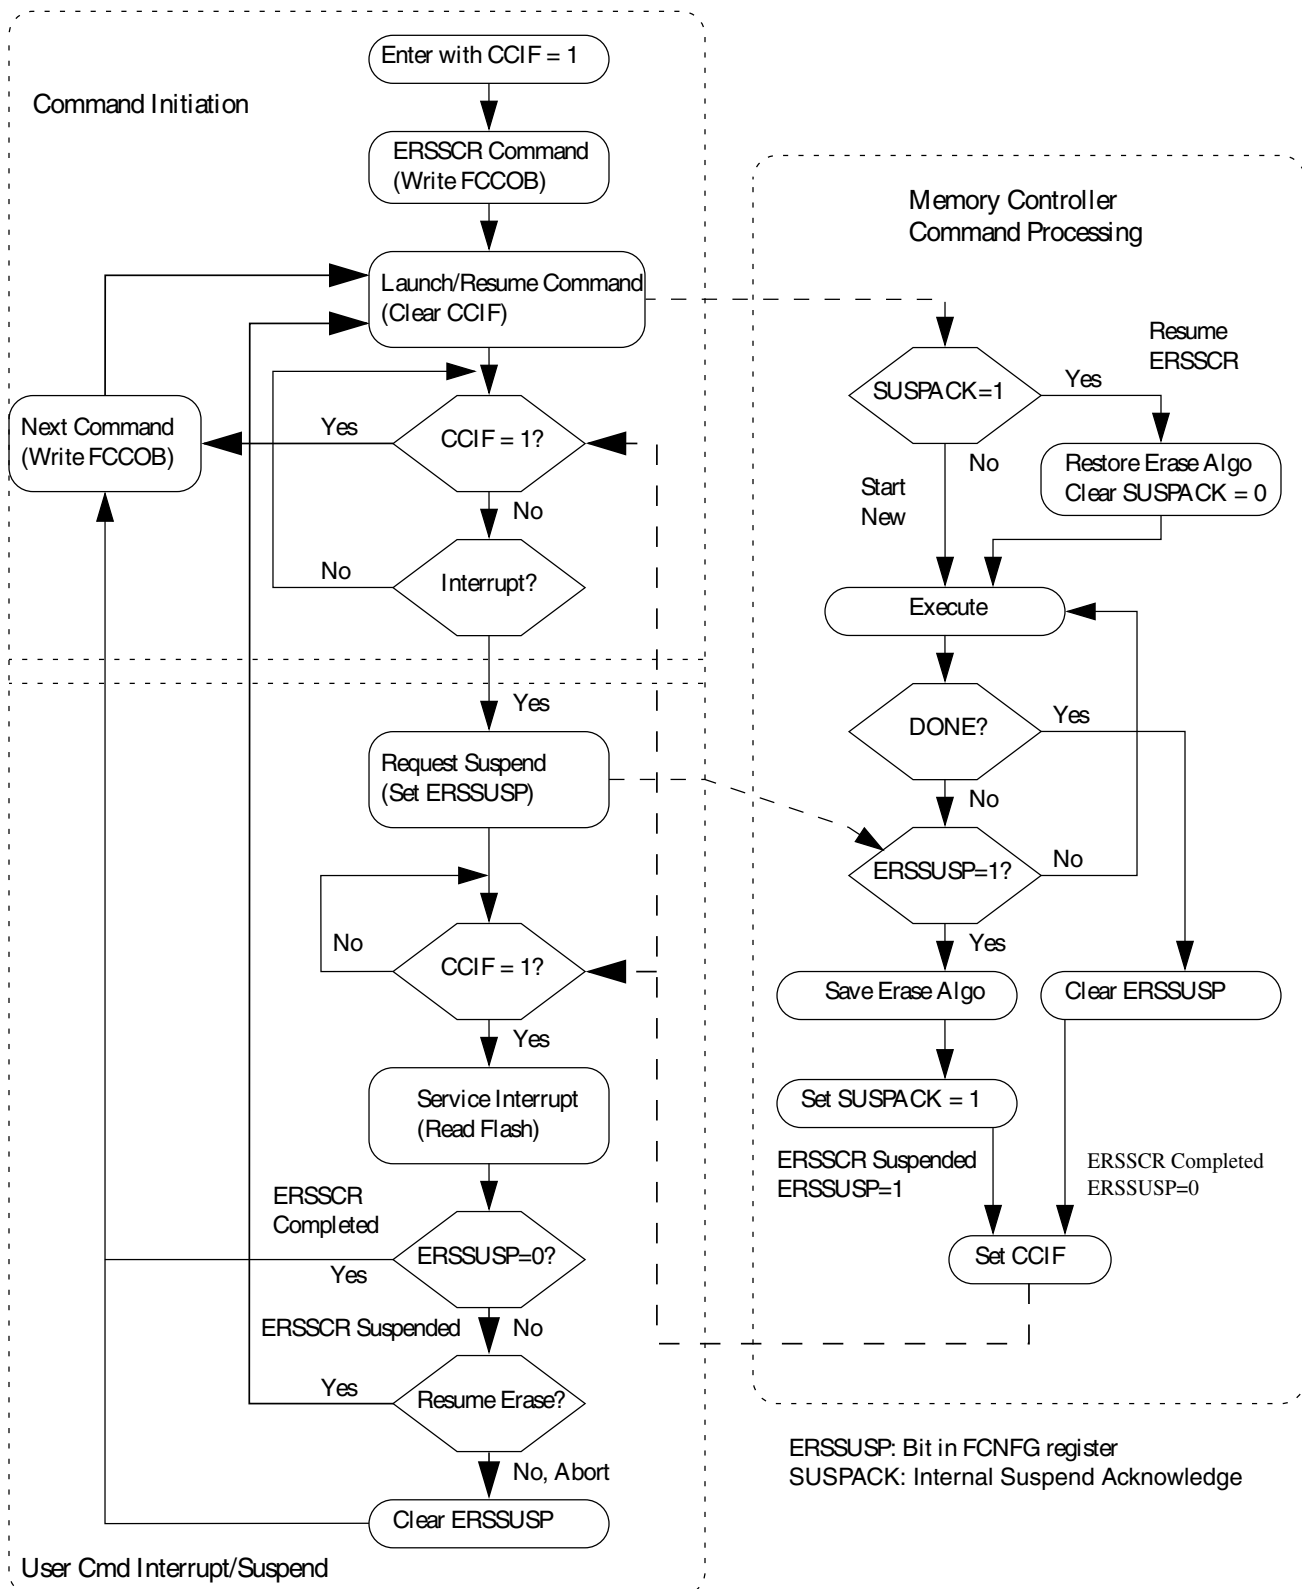 Enter with CCIF = 1
Command Initiation
ERSSCR Command
(Write FCCOB)
Launch/Resume Command
(Clear CCIF)
Next Command
(Write FCCOB)
Yes
CCIF = 1?
No
No
Interrupt?
Yes
Request Suspend
(Set ERSSUSP)
No
CCIF = 1?
Yes
Service Interrupt
(Read Flash)
ERSSCR
Completed
ERSSUSP=0?
Yes
ERSSCR Suspended
No
Yes
Resume Erase?
No, Abort
Clear ERSSUSP
User Cmd Interrupt/Suspend
Memory Controller
Command Processing
Resume
ERSSCR
SUSPACK=1
Yes
No
Restore Erase Algo
Clear SUSPACK = 0
Start
New
Execute
DONE?
Yes
No
ERSSUSP=1?
No
Yes
Save Erase Algo
Clear ERSSUSP
Set SUSPACK = 1
ERSSCR Suspended
ERSSUSP=1
ERSSCR Completed
ERSSUSP=0
Set CCIF
ERSSUSP: Bit in FCNFG register
SUSPACK: Internal Suspend Acknowledge